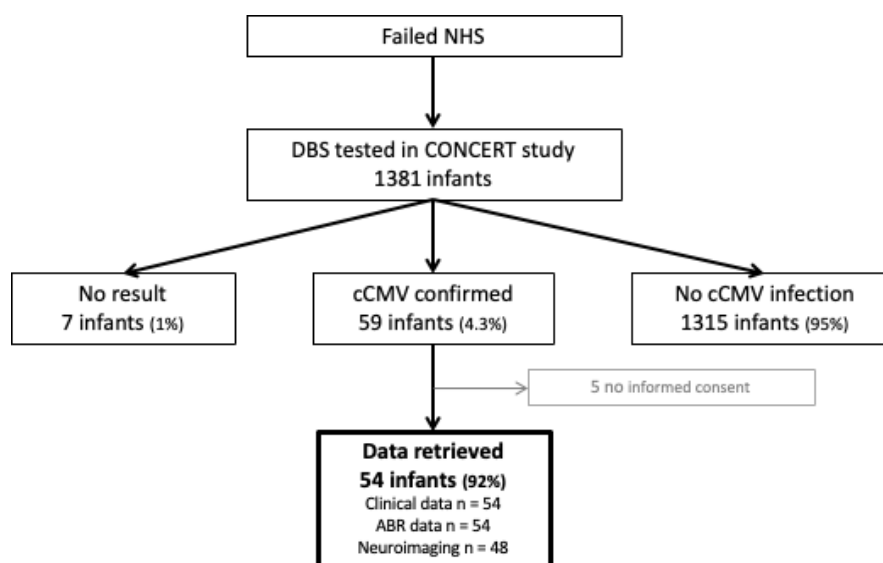 Failed NHS
DBS tested in CONCERT study
1381 infants
No result
7 infants (1%)
cCMV confirmed
59 infants (4.3%)
No cCMV infection
1315 infants (95%)
5 no informed consent
Data retrieved
54 infants (92%)
Clinical data n = 54
ABR data n = 54
Neuroimaging n = 48